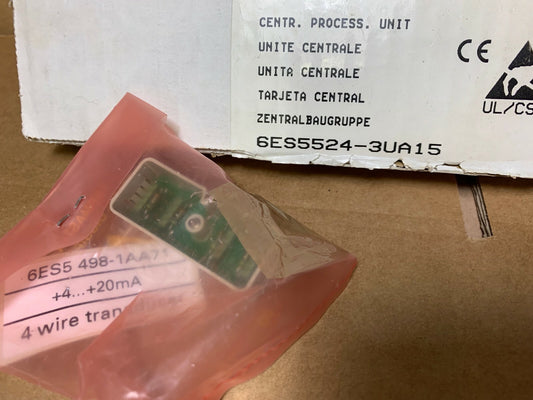 CENTR. PROCESS. UNIT
UNITE CENTRALE
UNITA CENTRALE
TARJETA CENTRAL
ZENTRALBAUGRUPPE
6ES5524-3UA15
CE
UL/CS
6ES5 498-1AA71
+4...+20mA
4 wire